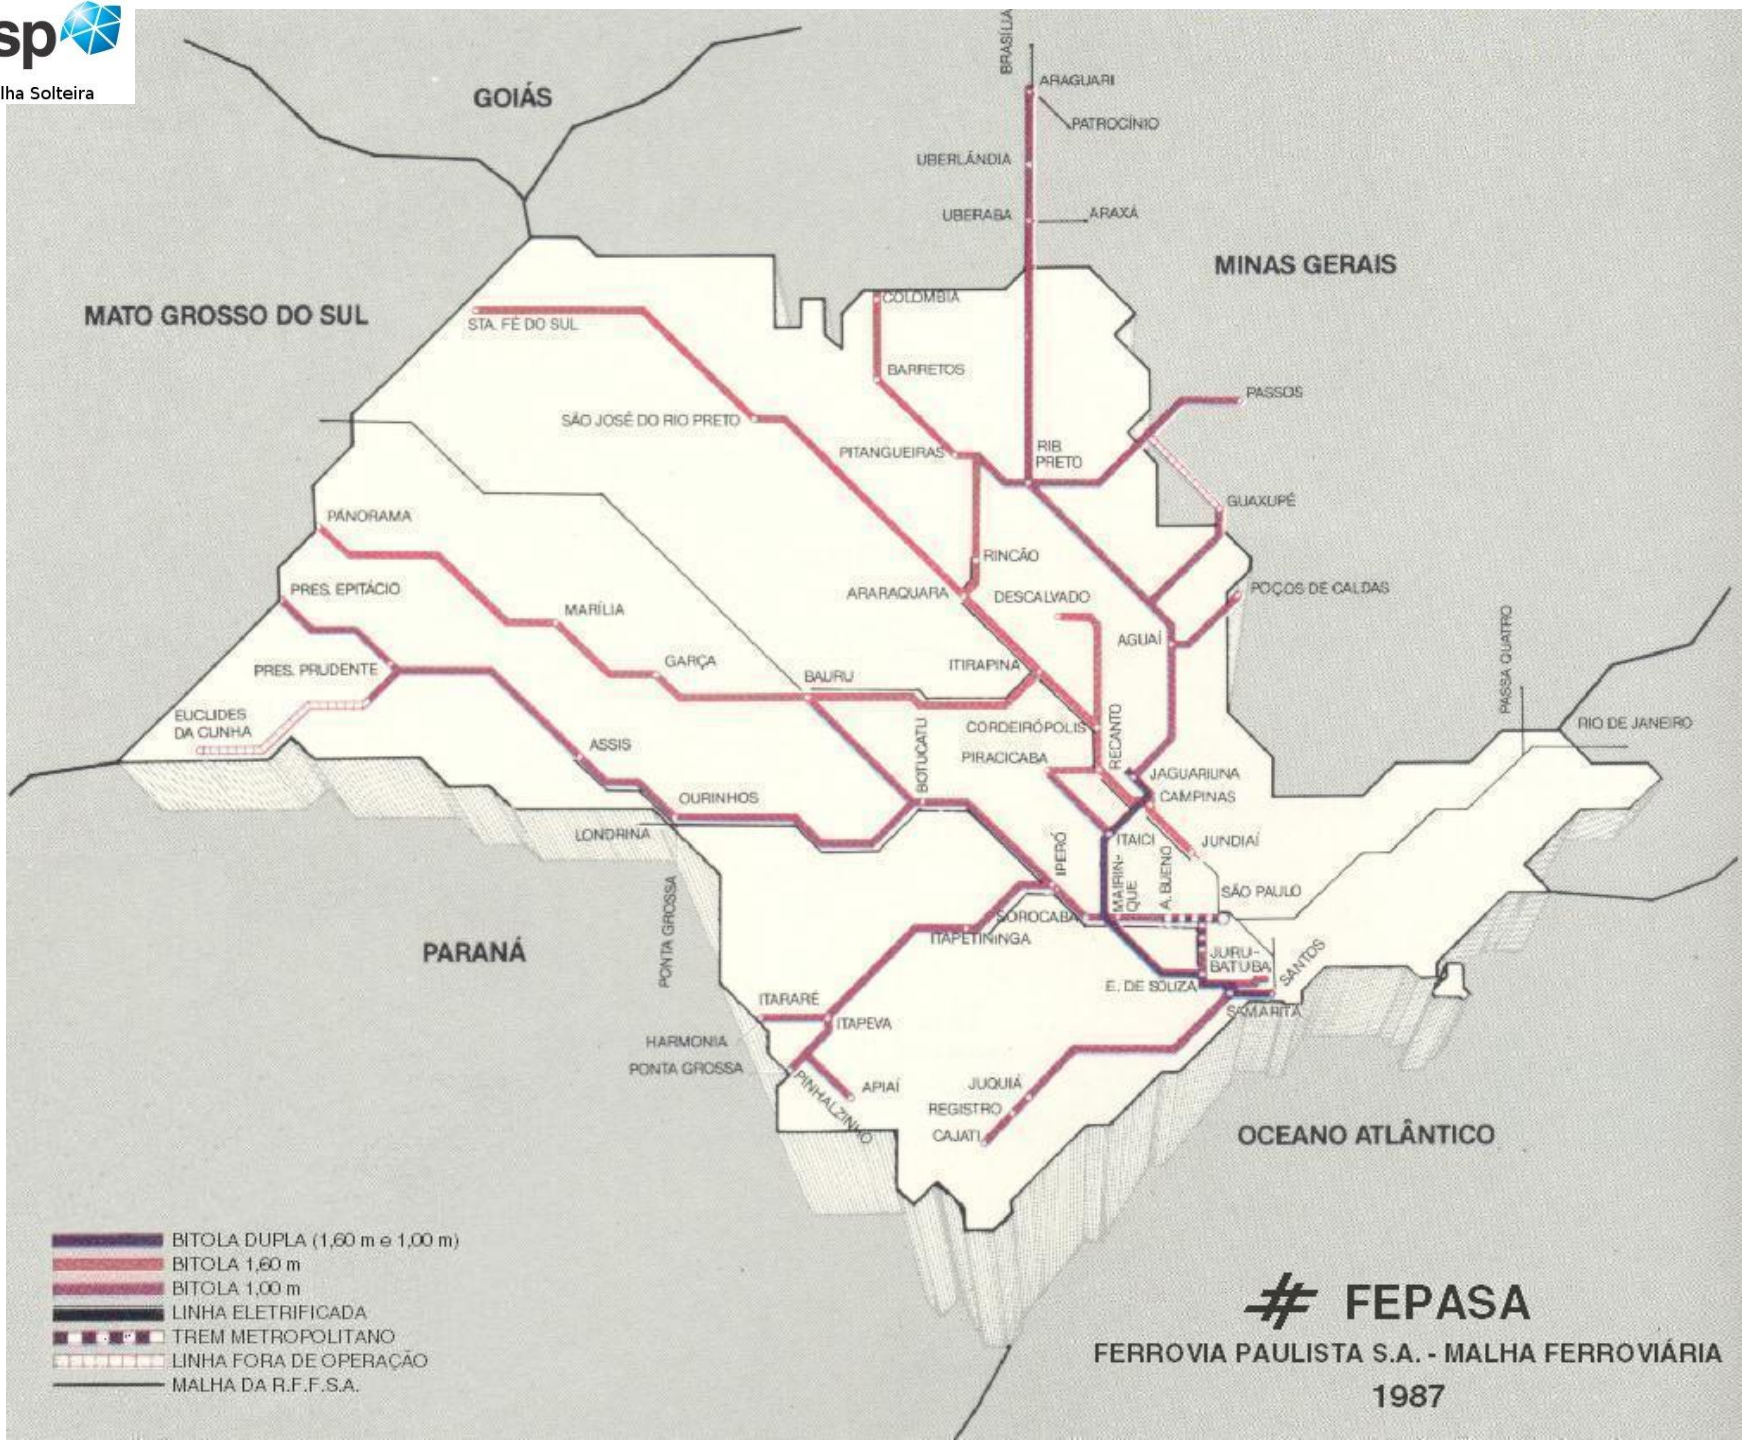 sp
lha Solteira
BRASÍLIA
ARAGUARI
PATROCÍNIO
GOIÁS
UBERLÂNDIA
UBERABA
ARAXÁ
MINAS GERAIS
MATO GROSSO DO SUL
COLOMBIA
STA. FÉ DO SUL
BARRETOS
PASSOS
SÃO JOSÉ DO RIO PRETO
PITANGUEIRAS
RIB.
PRETO
GUAXUPÉ
PANORAMA
RINCÃO
PRES. EPITÁCIO
ARARAQUARA
DESCALVADO
POÇOS DE CALDAS
MARÍLIA
AGUAÍ
PASSA QUATRO
PRES. PRUDENTE
GARÇA
BAURU
ITIRAPINA
EUCLIDES
DA CUNHA
CORDEIRÓPOLIS
RECANTO
RIO DE JANEIRO
ASSIS
BOTUCATU
PIRACICABA
JAGUARIUNA
OURINHOS
CAMPINAS
LONDRINA
IPERÓ
ITAICI
JUNDIAÍ
MAIRIN-
QUE
A. BUENO
SÃO PAULO
PONTA GROSSA
SOROCABA
ITAPETININGA
PARANÁ
JURU-
BATUBA
SANTOS
E. DE SOUZA
SAMARITÁ
ITARARÉ
ITAPEVA
HARMONIA
PONTA GROSSA
PINHALZINHO
APIAÍ
JUQUIÁ
REGISTRO
CAJATI
OCEANO ATLÂNTICO
BITOLA DUPLA (1,60 m e 1,00 m)
BITOLA 1,60 m
BITOLA 1,00 m
LINHA ELETRIFICADA
TREM METROPOLITANO
LINHA FORA DE OPERAÇÃO
MALHA DA R.F.F.S.A.
FEPASA
FERROVIA PAULISTA S.A. - MALHA FERROVIÁRIA
1987